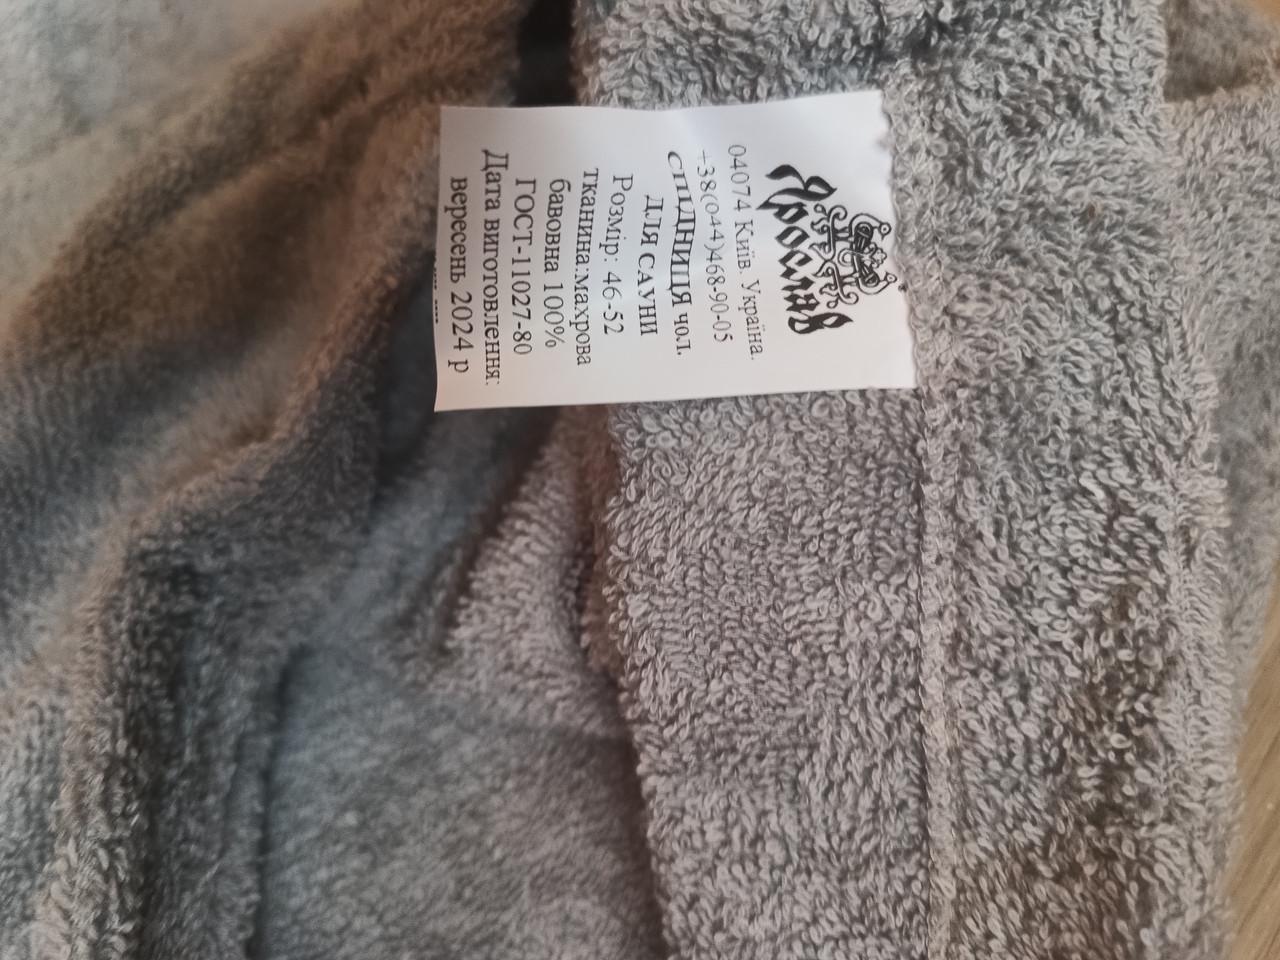 Ярослав
04074 Київ. Україна.
+38(044)468-90-05
СПІДНИЦЯ чол.
ДЛЯ САУНИ
Розмір: 46-52
тканина:махрова
бавовна 100%
ГОСТ-11027-80
Дата виготовлення:
вересень 2024 р